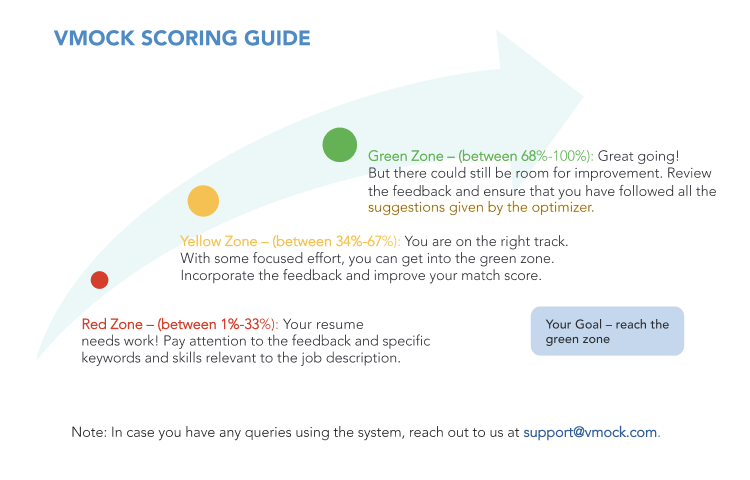 VMOCK SCORING GUIDE
Green Zone – (between 68%-100%): Great going!
But there could still be room for improvement. Review
the feedback and ensure that you have followed all the
suggestions given by the optimizer.
Yellow Zone – (between 34%-67%): You are on the right track.
With some focused effort, you can get into the green zone.
Incorporate the feedback and improve your match score.
Red Zone – (between 1%-33%): Your resume
needs work! Pay attention to the feedback and specific
keywords and skills relevant to the job description.
Your Goal – reach the
green zone
Note: In case you have any queries using the system, reach out to us at support@vmock.com.